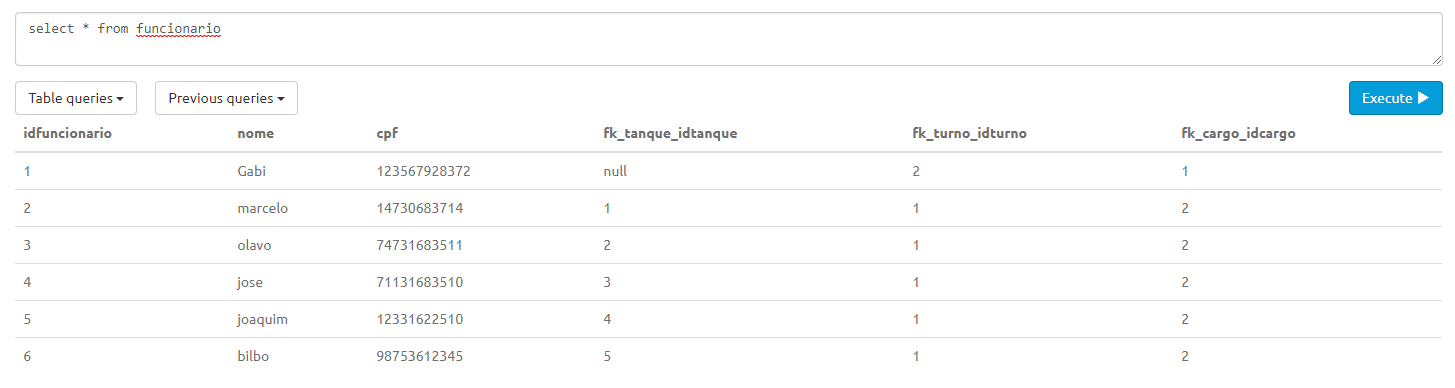 select * from funcionario
Table queries Previous queries Execute
idfuncionario nome cpf fk_tanque_idtanque fk_turno_idturno fk_cargo_idcargo
1 Gabi 123567928372 null 2 1
2 marcelo 14730683714 1 1 2
3 olavo 74731683511 2 1 2
4 jose 71131683510 3 1 2
5 joaquim 12331622510 4 1 2
6 bilbo 98753612345 5 1 2